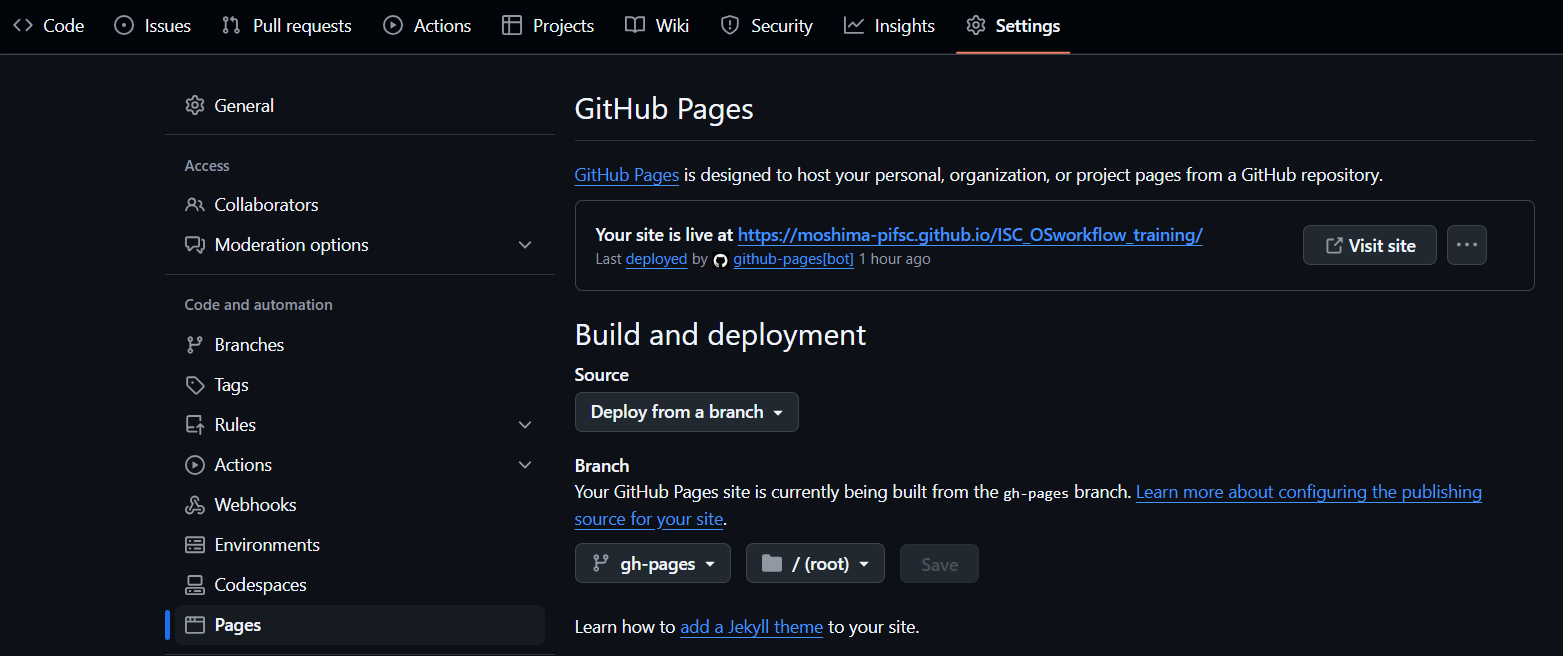 Code Issues Pull requests Actions Projects Wiki Security Insights Settings
General
Access
Collaborators
Moderation options
Code and automation
Branches
Tags
Rules
Actions
Webhooks
Environments
Codespaces
Pages
GitHub Pages
GitHub Pages is designed to host your personal, organization, or project pages from a GitHub repository.
Your site is live at https://moshima-pifsc.github.io/ISC_OSworkflow_training/
Last deployed by github-pages[bot] 1 hour ago
Visit site
Build and deployment
Source
Deploy from a branch
Branch
Your GitHub Pages site is currently being built from the gh-pages branch. Learn more about configuring the publishing
source for your site.
gh-pages / (root) Save
Learn how to add a Jekyll theme to your site.